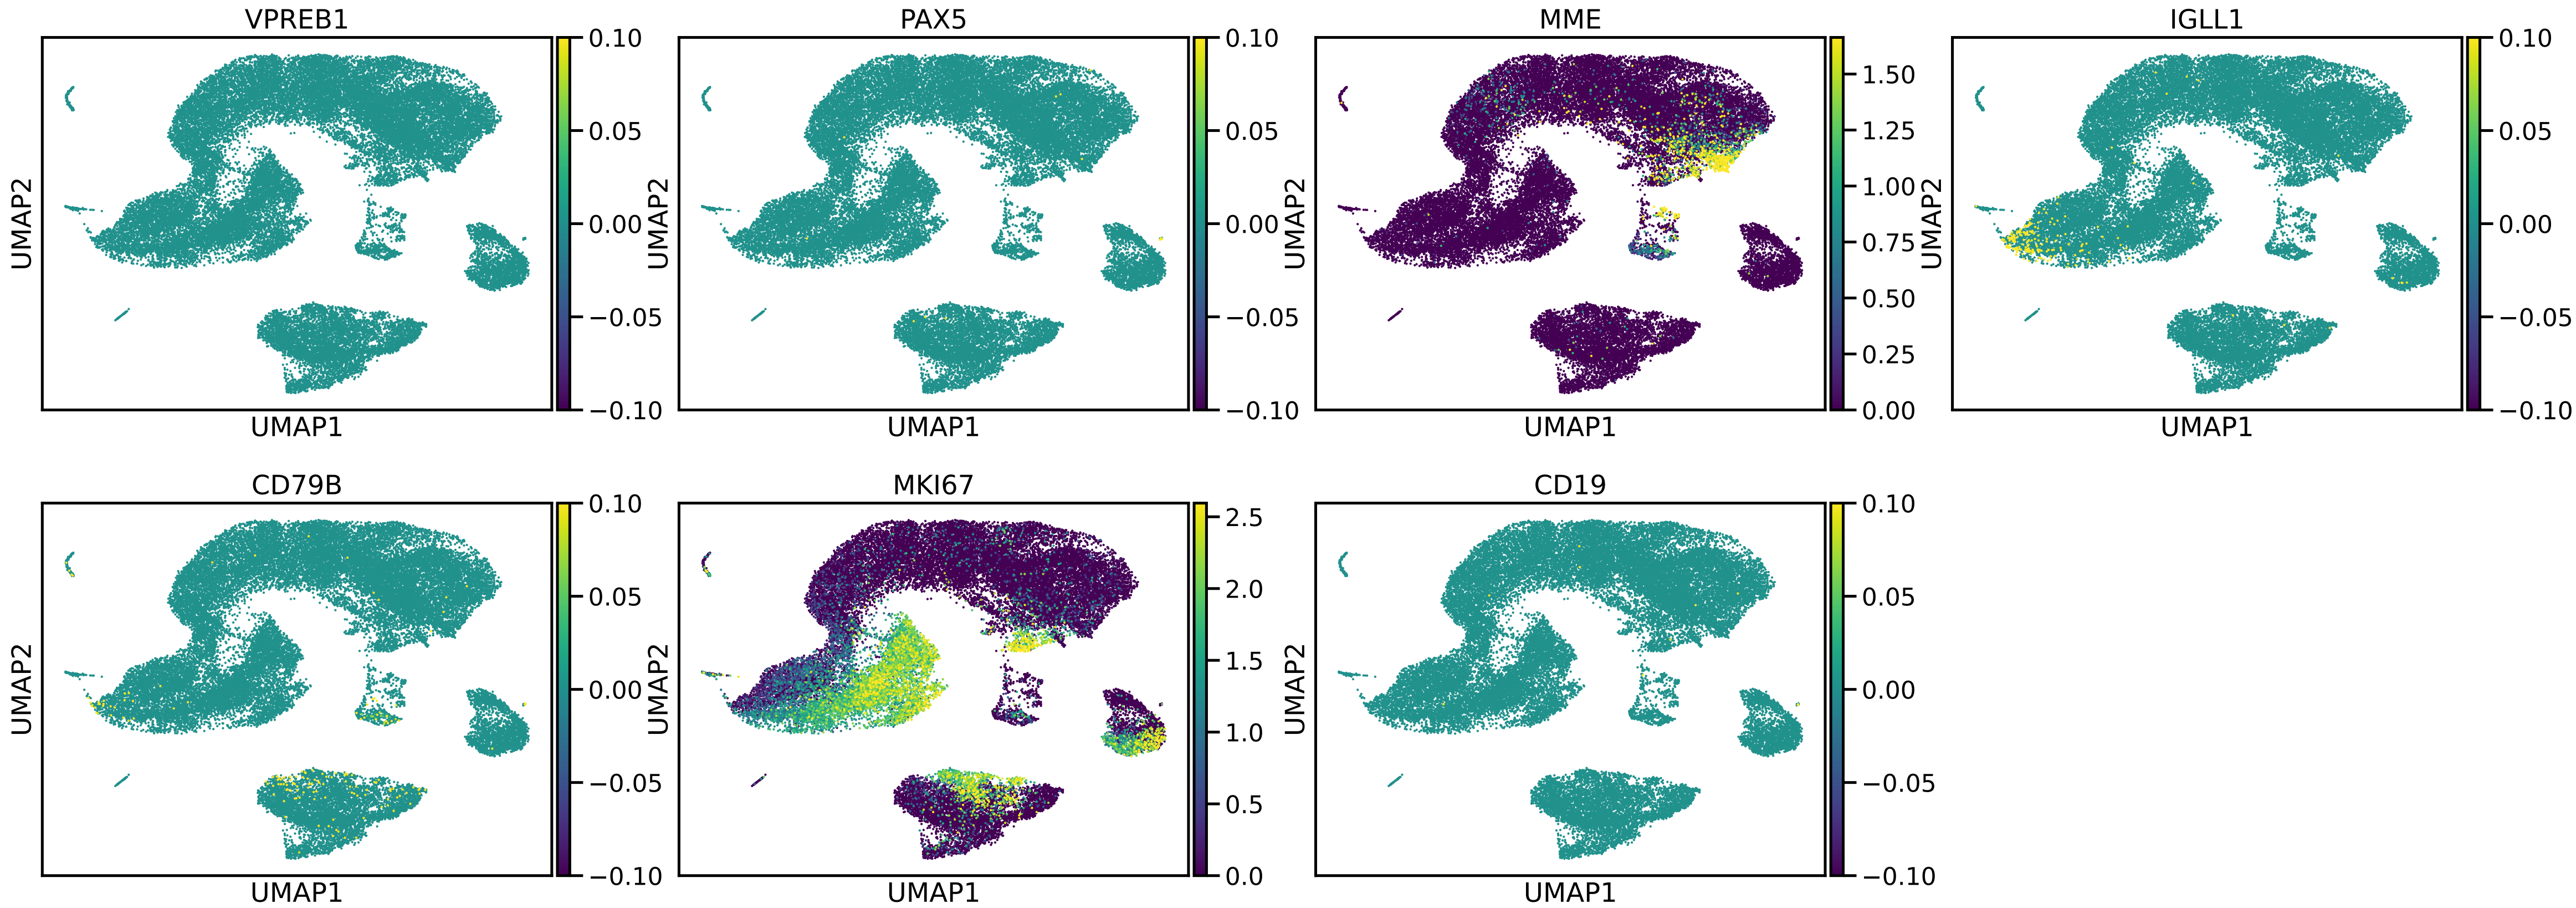 VPREB1
PAX5
MME
IGLL1
0.10
0.05
0.00
−0.05
−0.10
UMAP2
UMAP1
0.10
0.05
0.00
−0.05
−0.10
UMAP2
UMAP1
1.50
1.25
1.00
0.75
0.50
0.25
0.00
UMAP2
UMAP1
0.10
0.05
0.00
−0.05
−0.10
UMAP2
UMAP1
CD79B
MKI67
CD19
0.10
0.05
0.00
−0.05
−0.10
UMAP2
UMAP1
2.5
2.0
1.5
1.0
0.5
0.0
UMAP2
UMAP1
0.10
0.05
0.00
−0.05
−0.10
UMAP2
UMAP1